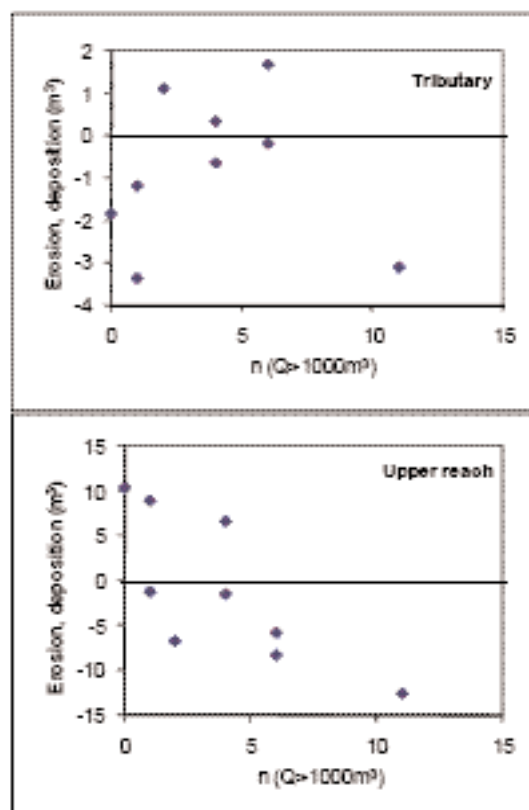 2
Tributary
1
0
-1
-2
-3
-4
Erosion, deposition (m³)
0 5 10 15
n (Q>1000m³)
15
Upper reach
10
5
0
-5
-10
-15
Erosion, deposition (m³)
0 5 10 15
n (Q>1000m³)